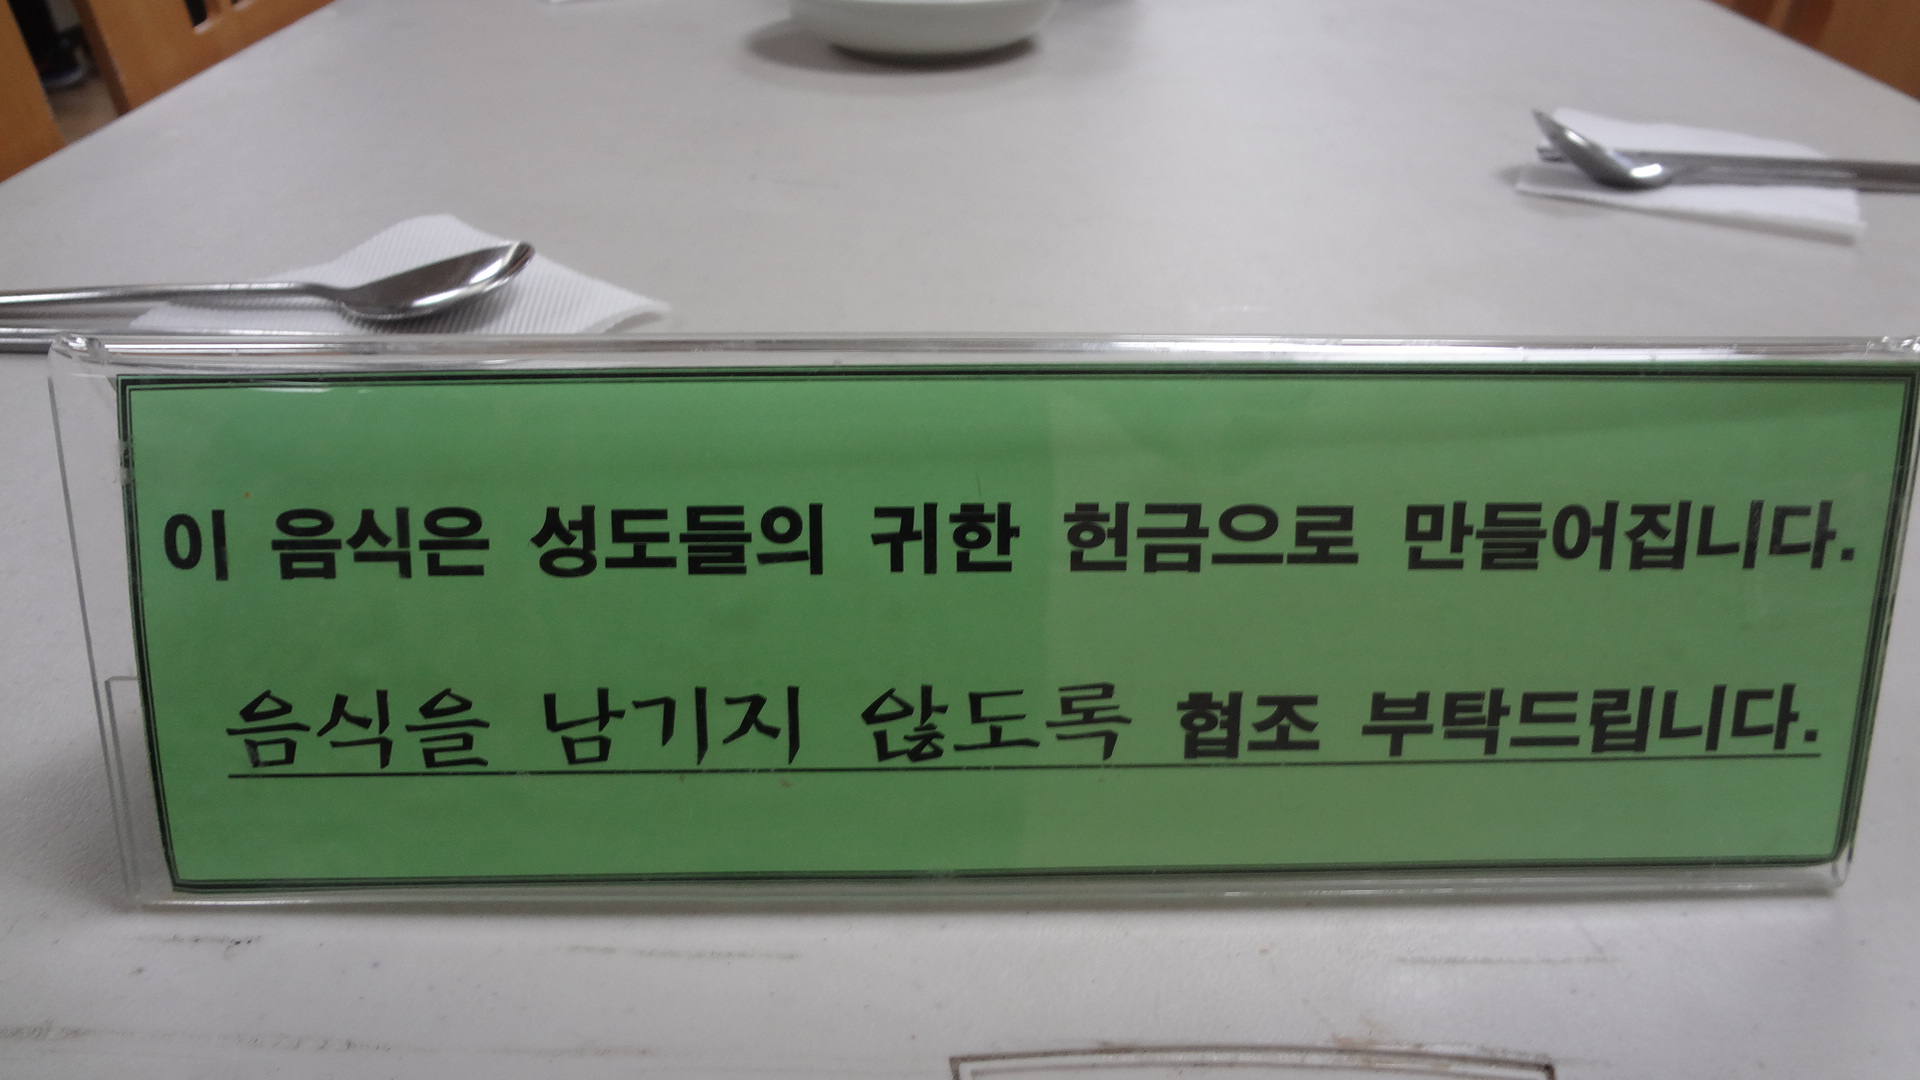 이 음식은 성도들의 귀한 헌금으로 만들어집니다.
음식을 남기지 않도록 협조 부탁드립니다.